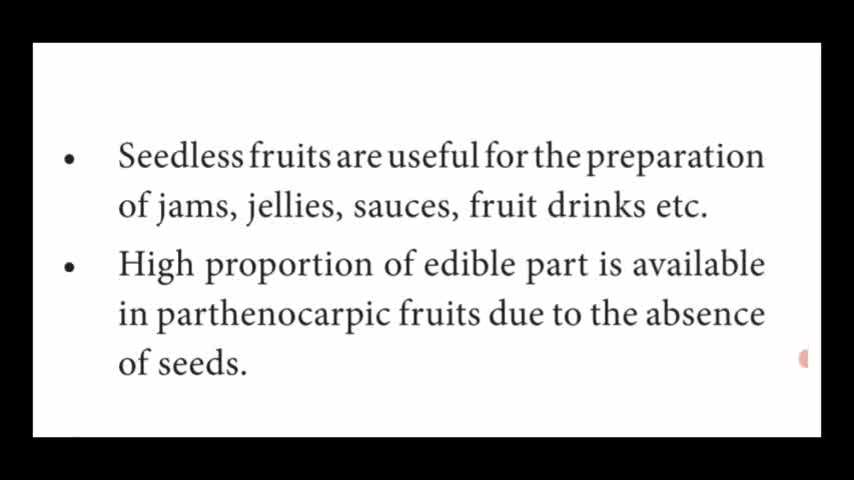 • Seedless fruits are useful for the preparation
of jams, jellies, sauces, fruit drinks etc.
• High proportion of edible part is available
in parthenocarpic fruits due to the absence
of seeds.